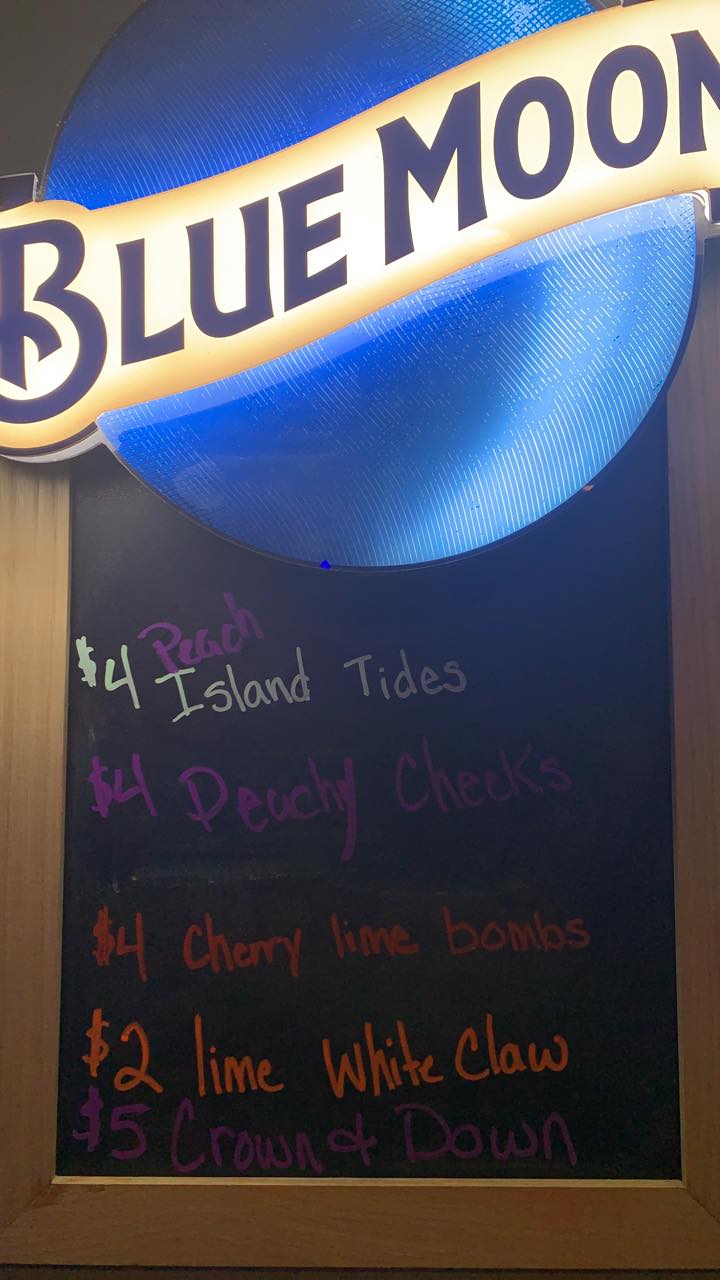 BLUE MOON
Peach
$4 Island Tides
$4 Peachy Cheeks
$4 Cherry lime bombs
$2 lime White Claw
$5 Crown & Down